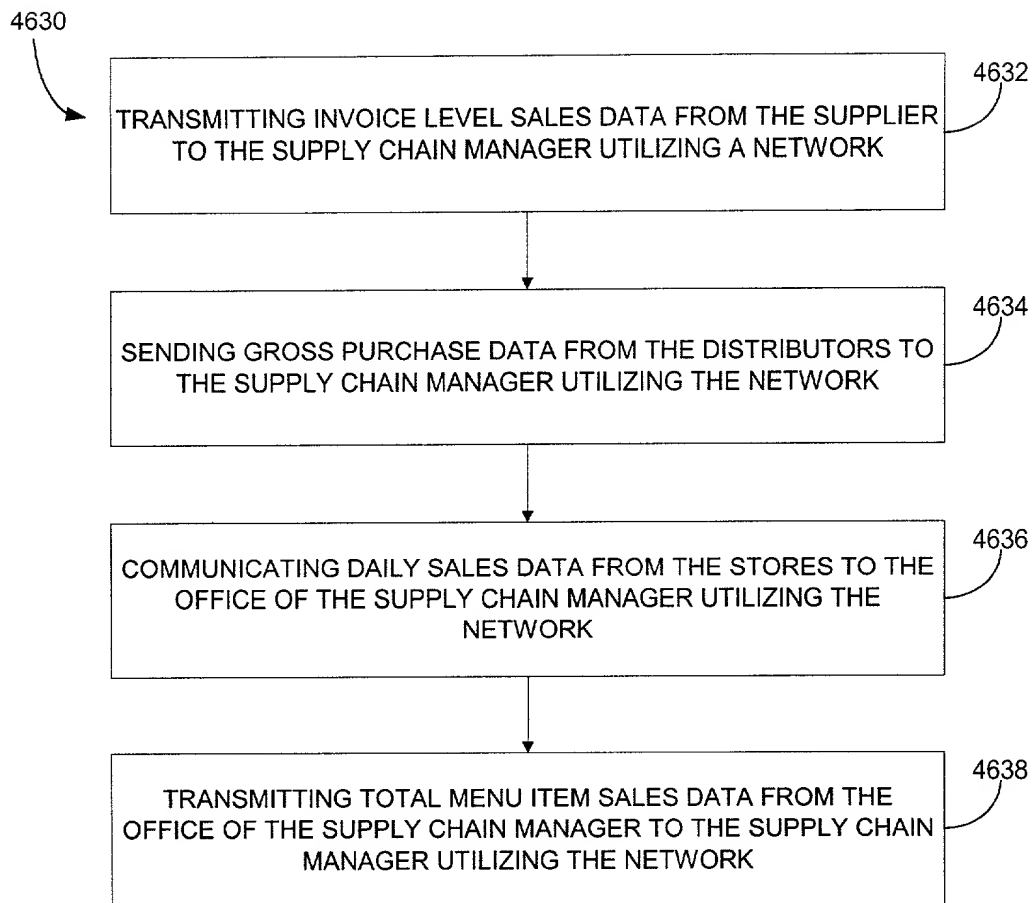 4630
4632
TRANSMITTING INVOICE LEVEL SALES DATA FROM THE SUPPLIER
TO THE SUPPLY CHAIN MANAGER UTILIZING A NETWORK
4634
SENDING GROSS PURCHASE DATA FROM THE DISTRIBUTORS TO
THE SUPPLY CHAIN MANAGER UTILIZING THE NETWORK
4636
COMMUNICATING DAILY SALES DATA FROM THE STORES TO THE
OFFICE OF THE SUPPLY CHAIN MANAGER UTILIZING THE
NETWORK
4638
TRANSMITTING TOTAL MENU ITEM SALES DATA FROM THE
OFFICE OF THE SUPPLY CHAIN MANAGER TO THE SUPPLY CHAIN
MANAGER UTILIZING THE NETWORK